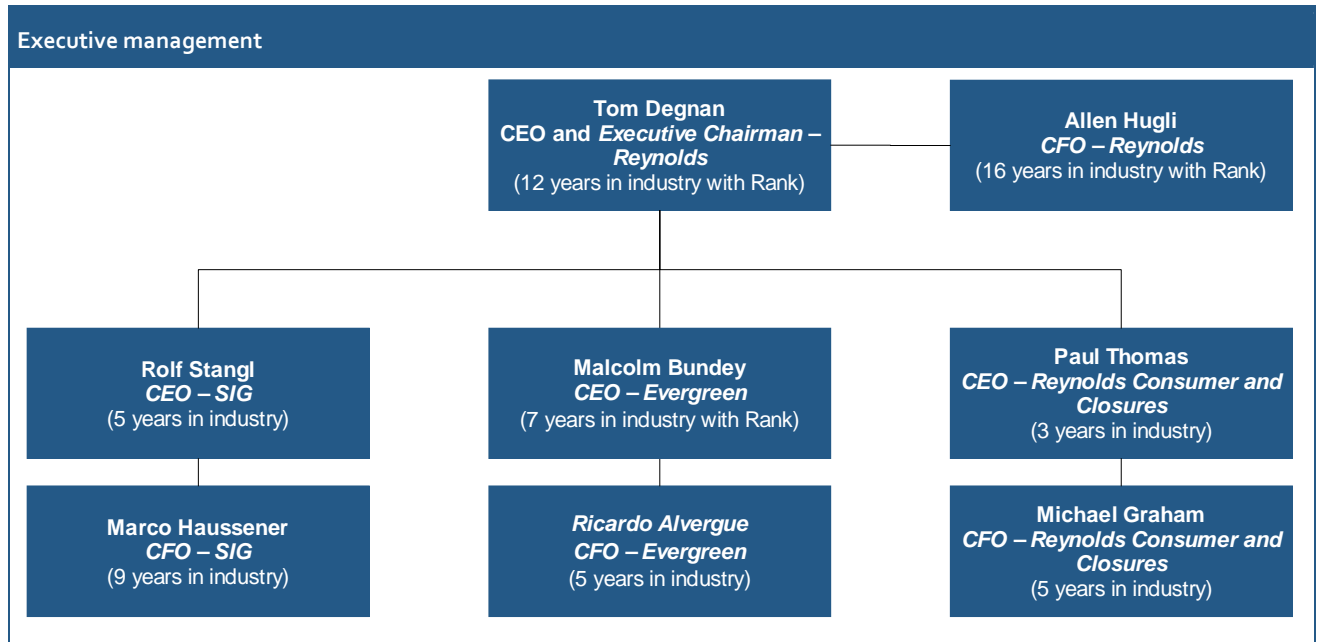 Executive management
Tom Degnan
CEO and Executive Chairman –
Reynolds
(12 years in industry with Rank)
Allen Hugli
CFO – Reynolds
(16 years in industry with Rank)
Rolf Stangl
CEO – SIG
(5 years in industry)
Malcolm Bundey
CEO – Evergreen
(7 years in industry with Rank)
Paul Thomas
CEO – Reynolds Consumer and
Closures
(3 years in industry)
Marco Haussener
CFO – SIG
(9 years in industry)
Ricardo Alvergue
CFO – Evergreen
(5 years in industry)
Michael Graham
CFO – Reynolds Consumer and
Closures
(5 years in industry)